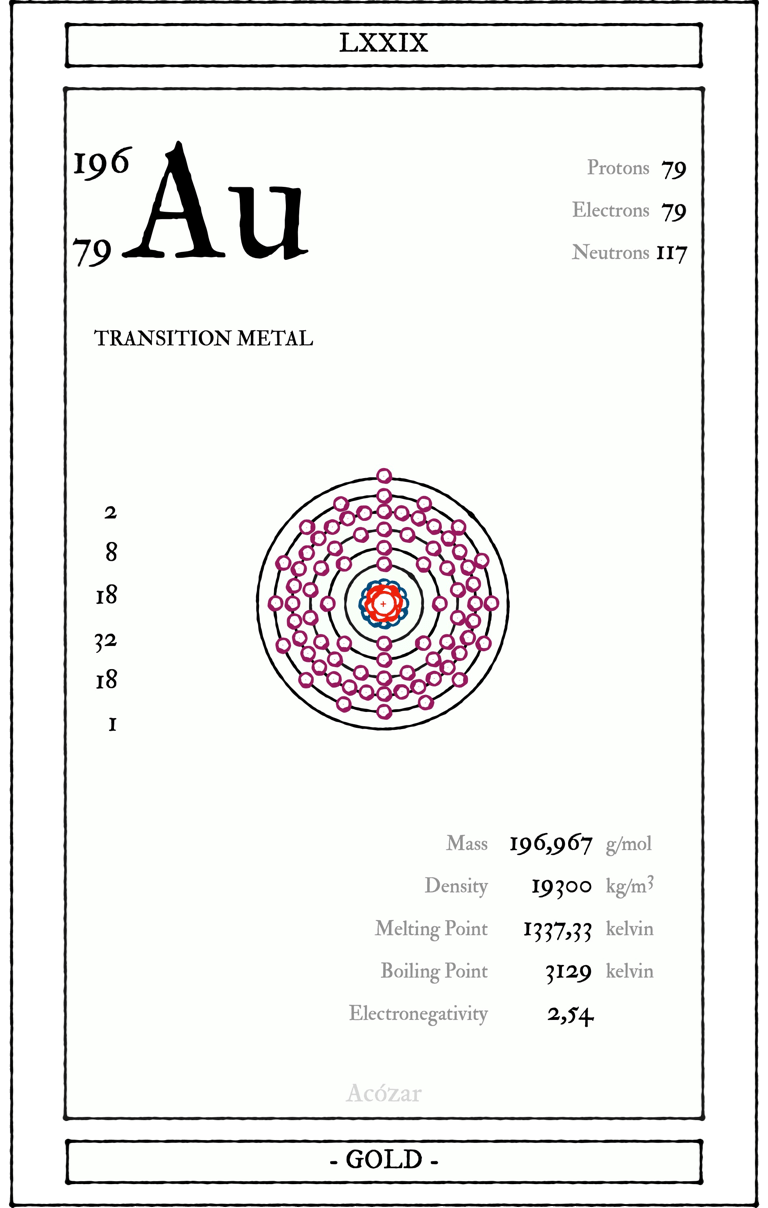 LXXIX
196
79
Au
Protons 79
Electrons 79
Neutrons 117
TRANSITION METAL
2
8
18
32
18
1
+
Mass 196,967 g/mol
Density 19300 kg/m³
Melting Point 1337,33 kelvin
Boiling Point 3129 kelvin
Electronegativity 2,54
Acózar
- GOLD -